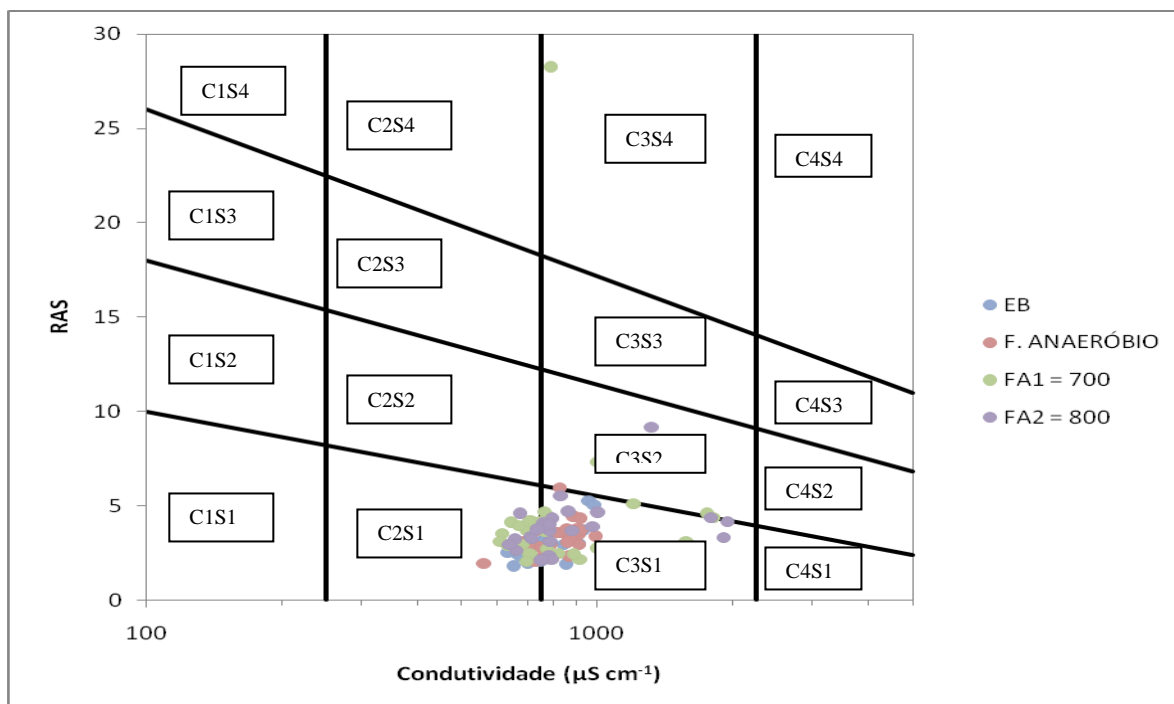 30
25
20
15
10
5
0
RAS
C1S4
C2S4
C3S4
C4S4
C1S3
C2S3
C3S3
C4S3
C1S2
C2S2
C3S2
C4S2
C1S1
C2S1
C3S1
C4S1
100
1000
Condutividade (µS cm⁻¹)
EB
F. ANAERÓBIO
FA1 = 700
FA2 = 800